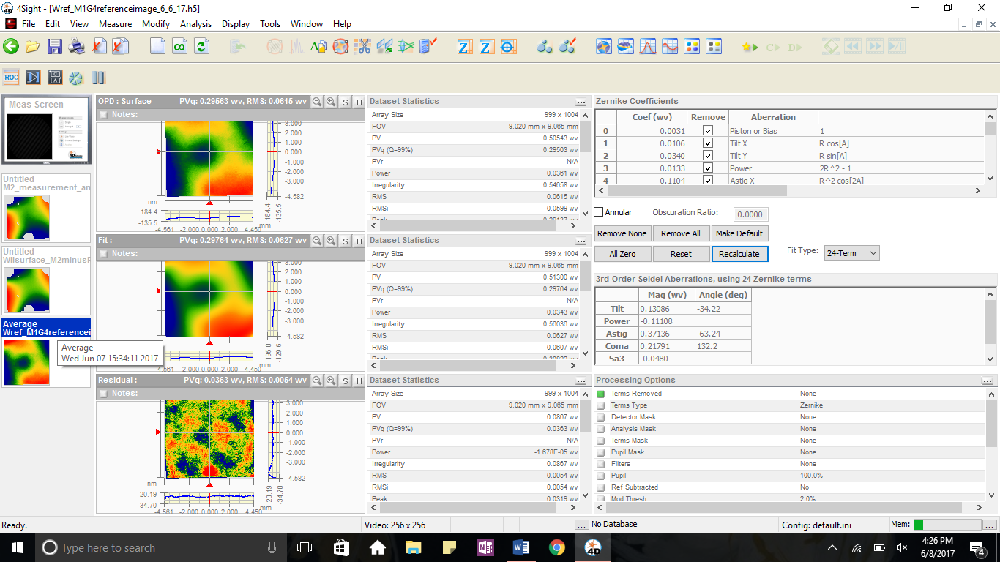 4Sight - [Wref_M1G4referenceimage_6_6_17.h5]
File Edit View Measure Modify Analysis Display Tools Window Help
ROC
Meas Screen
Untitled
M2_measurement_an
Untitled
WIlsurface_M2minusF
Average
Wref_M1G4referencei
Average
Wed Jun 07 15:34:11 2017
OPD : Surface PVq: 0.29563 wv, RMS: 0.0615 wv S H
Notes:
3.000
2.000
1.000
0.000
-1.000
-2.000
-3.000
-4.582
nm
184.4
-135.5
-4.561 -2.000 0.000 2.000 4.450
mm
184.4
-135.5
Fit : PVq: 0.29764 wv, RMS: 0.0627 wv S H
Notes:
3.000
2.000
1.000
0.000
-1.000
-2.000
-3.000
-4.582
-2.000 0.000 2.000 4.450
195.0
-129.6
Residual : PVq: 0.0363 wv, RMS: 0.0054 wv S H
Notes:
3.000
2.000
1.000
0.000
-1.000
-2.000
-3.000
-4.582
nm
20.19
-34.70
-4.561 -2.000 0.000 2.000 4.450
mm
20.19
-34.70
Dataset Statistics ...
Array Size 999 x 1004
FOV 9.020 mm x 9.065 mm
PV 0.50543 wv
PVq (Q=99%) 0.29563 wv
PVr N/A
Power 0.0361 wv
Irregularity 0.54658 wv
RMS 0.0615 wv
RMSi 0.0599 wv
Dataset Statistics ...
Array Size 999 x 1004
FOV 9.020 mm x 9.065 mm
PV 0.51300 wv
PVq (Q=99%) 0.29764 wv
PVr N/A
Power 0.0343 wv
Irregularity 0.56036 wv
RMS 0.0627 wv
RMSi 0.0607 wv
Peak 0.30822 wv
Dataset Statistics ...
Array Size 999 x 1004
FOV 9.020 mm x 9.065 mm
PV 0.0867 wv
PVq (Q=99%) 0.0363 wv
PVr N/A
Power -1.678E-05 wv
Irregularity 0.0867 wv
RMS 0.0054 wv
RMSi 0.0054 wv
Peak 0.0319 wv
Zernike Coefficients
Coef (wv) Remove Aberration
0 0.0031 Piston or Bias 1
1 0.0106 Tilt X R cos[A]
2 0.0340 Tilt Y R sin[A]
3 0.0133 Power 2R^2 - 1
4 -0.1104 Astig X R^2 cos[2A]
Annular Obscuration Ratio: 0.0000
Remove None Remove All Make Default
All Zero Reset Recalculate Fit Type: 24-Term
3rd-Order Seidel Aberrations, using 24 Zernike terms
Mag (wv) Angle (deg)
Tilt 0.13086 -34.22
Power -0.11108
Astig 0.37136 -63.24
Coma 0.21791 132.2
Sa3 -0.0480
Processing Options ...
Terms Removed None
Terms Type Zernike
Detector Mask None
Analysis Mask None
Terms Mask None
Pupil Mask None
Filters None
Pupil 100.0%
Ref Subtracted No
Mod Thresh 2.0%
Ready. Video: 256 x 256 ... No Database Config: default.ini Mem: ...
Type here to search
4:26 PM
6/8/2017
4